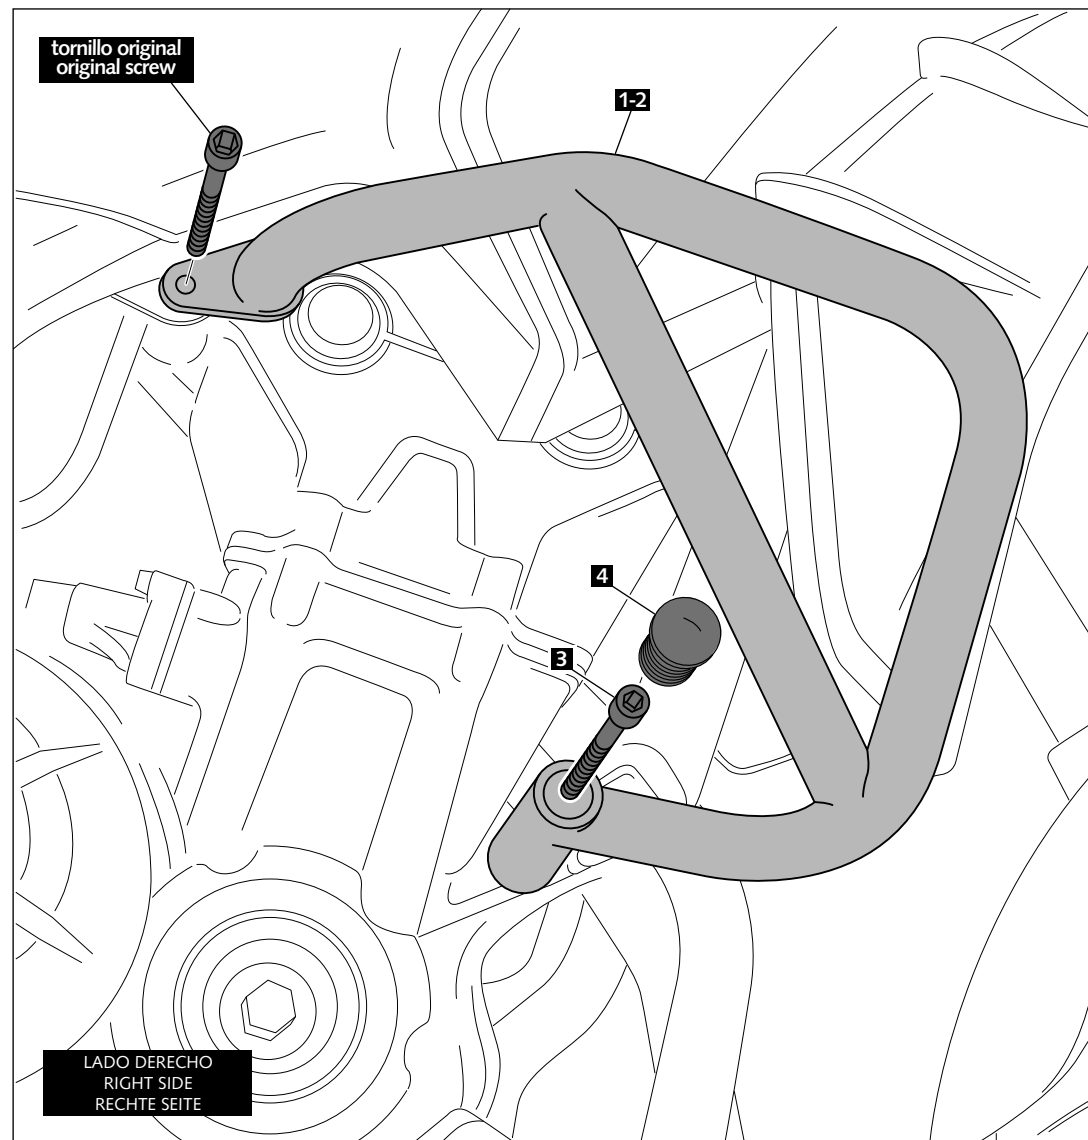 tornillo original
original screw
1-2
4
3
LADO DERECHO
RIGHT SIDE
RECHTE SEITE